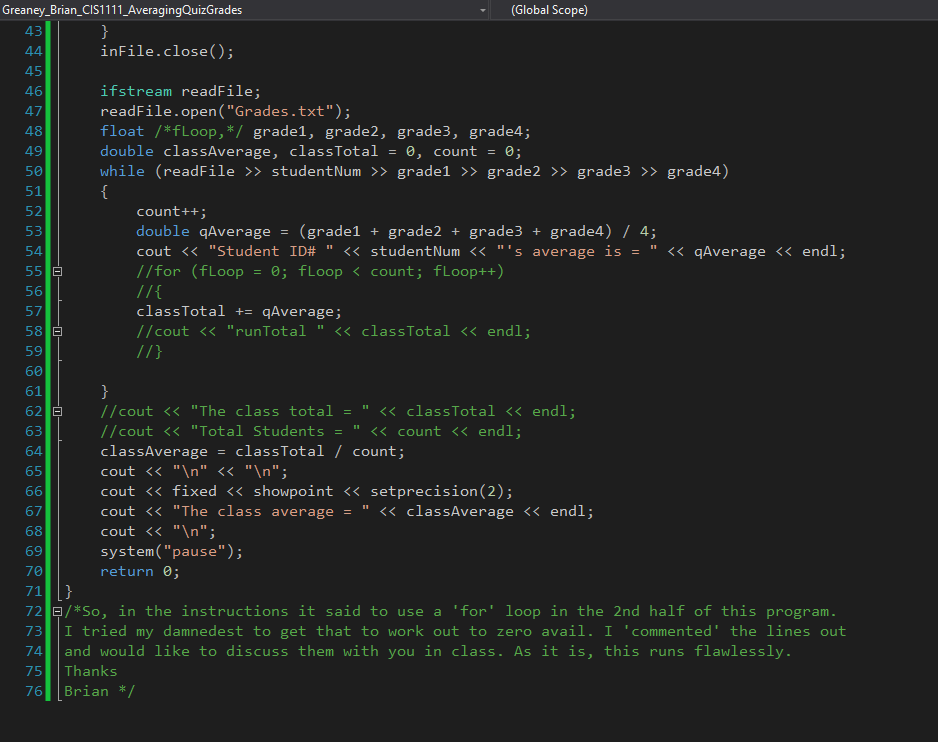 Greaney_Brian_CIS1111_AveragingQuizGrades (Global Scope)
43 }
44 inFile.close();
45
46 ifstream readFile;
47 readFile.open("Grades.txt");
48 float /*fLoop,*/ grade1, grade2, grade3, grade4;
49 double classAverage, classTotal = 0, count = 0;
50 while (readFile >> studentNum >> grade1 >> grade2 >> grade3 >> grade4)
51 {
52 count++;
53 double qAverage = (grade1 + grade2 + grade3 + grade4) / 4;
54 cout << "Student ID# " << studentNum << "'s average is = " << qAverage << endl;
55 //for (fLoop = 0; fLoop < count; fLoop++)
56 //{
57 classTotal += qAverage;
58 //cout << "runTotal " << classTotal << endl;
59 //}
60
61 }
62 //cout << "The class total = " << classTotal << endl;
63 //cout << "Total Students = " << count << endl;
64 classAverage = classTotal / count;
65 cout << "\n" << "\n";
66 cout << fixed << showpoint << setprecision(2);
67 cout << "The class average = " << classAverage << endl;
68 cout << "\n";
69 system("pause");
70 return 0;
71 }
72 /*So, in the instructions it said to use a 'for' loop in the 2nd half of this program.
73 I tried my damnedest to get that to work out to zero avail. I 'commented' the lines out
74 and would like to discuss them with you in class. As it is, this runs flawlessly.
75 Thanks
76 Brian */